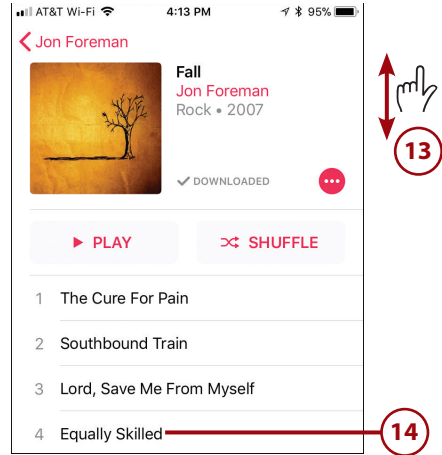 AT&T Wi-Fi 4:13 PM 95%
Jon Foreman
Fall
Jon Foreman
Rock • 2007
DOWNLOADED
PLAY SHUFFLE
13
1 The Cure For Pain
2 Southbound Train
3 Lord, Save Me From Myself
4 Equally Skilled 14